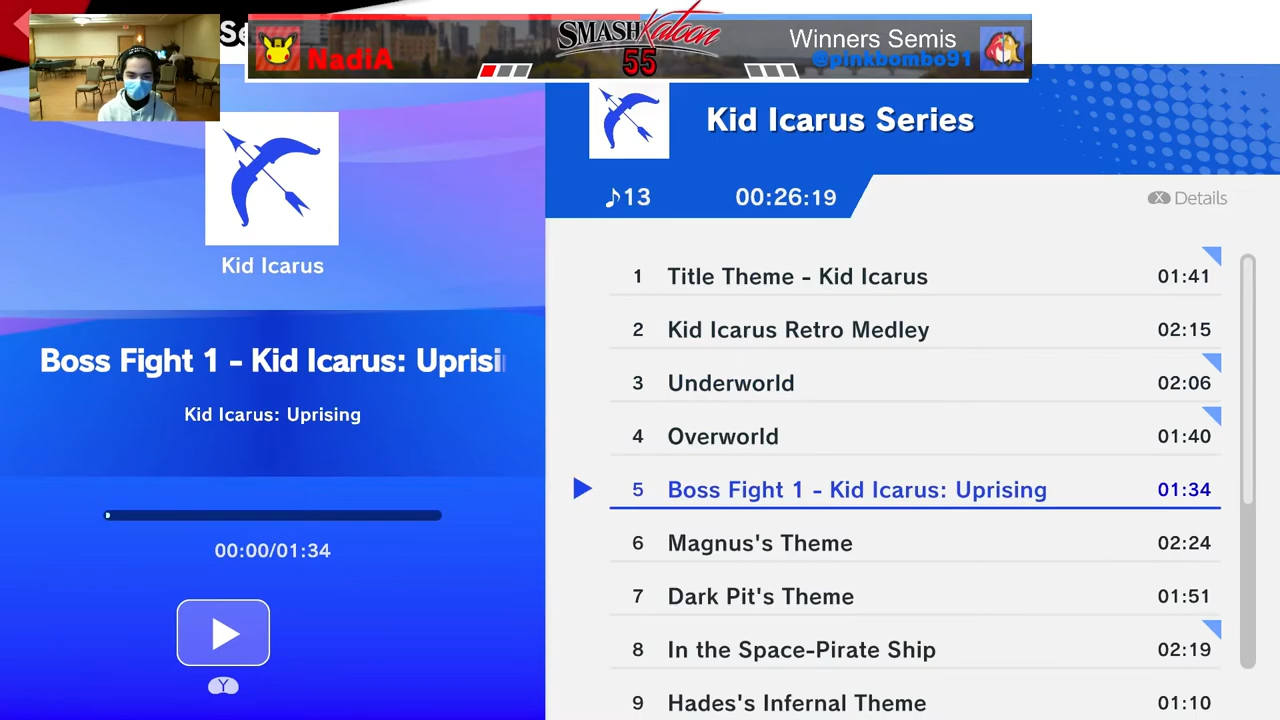 Se
NadiA
SMASHKatoon
55
Winners Semis
@pinkbombo91
Kid Icarus
Boss Fight 1 - Kid Icarus: Uprisi
Kid Icarus: Uprising
00:00/01:34
Y
Kid Icarus Series
♪13 00:26:19
X Details
1 Title Theme - Kid Icarus 01:41
2 Kid Icarus Retro Medley 02:15
3 Underworld 02:06
4 Overworld 01:40
5 Boss Fight 1 - Kid Icarus: Uprising 01:34
6 Magnus's Theme 02:24
7 Dark Pit's Theme 01:51
8 In the Space-Pirate Ship 02:19
9 Hades's Infernal Theme 01:10